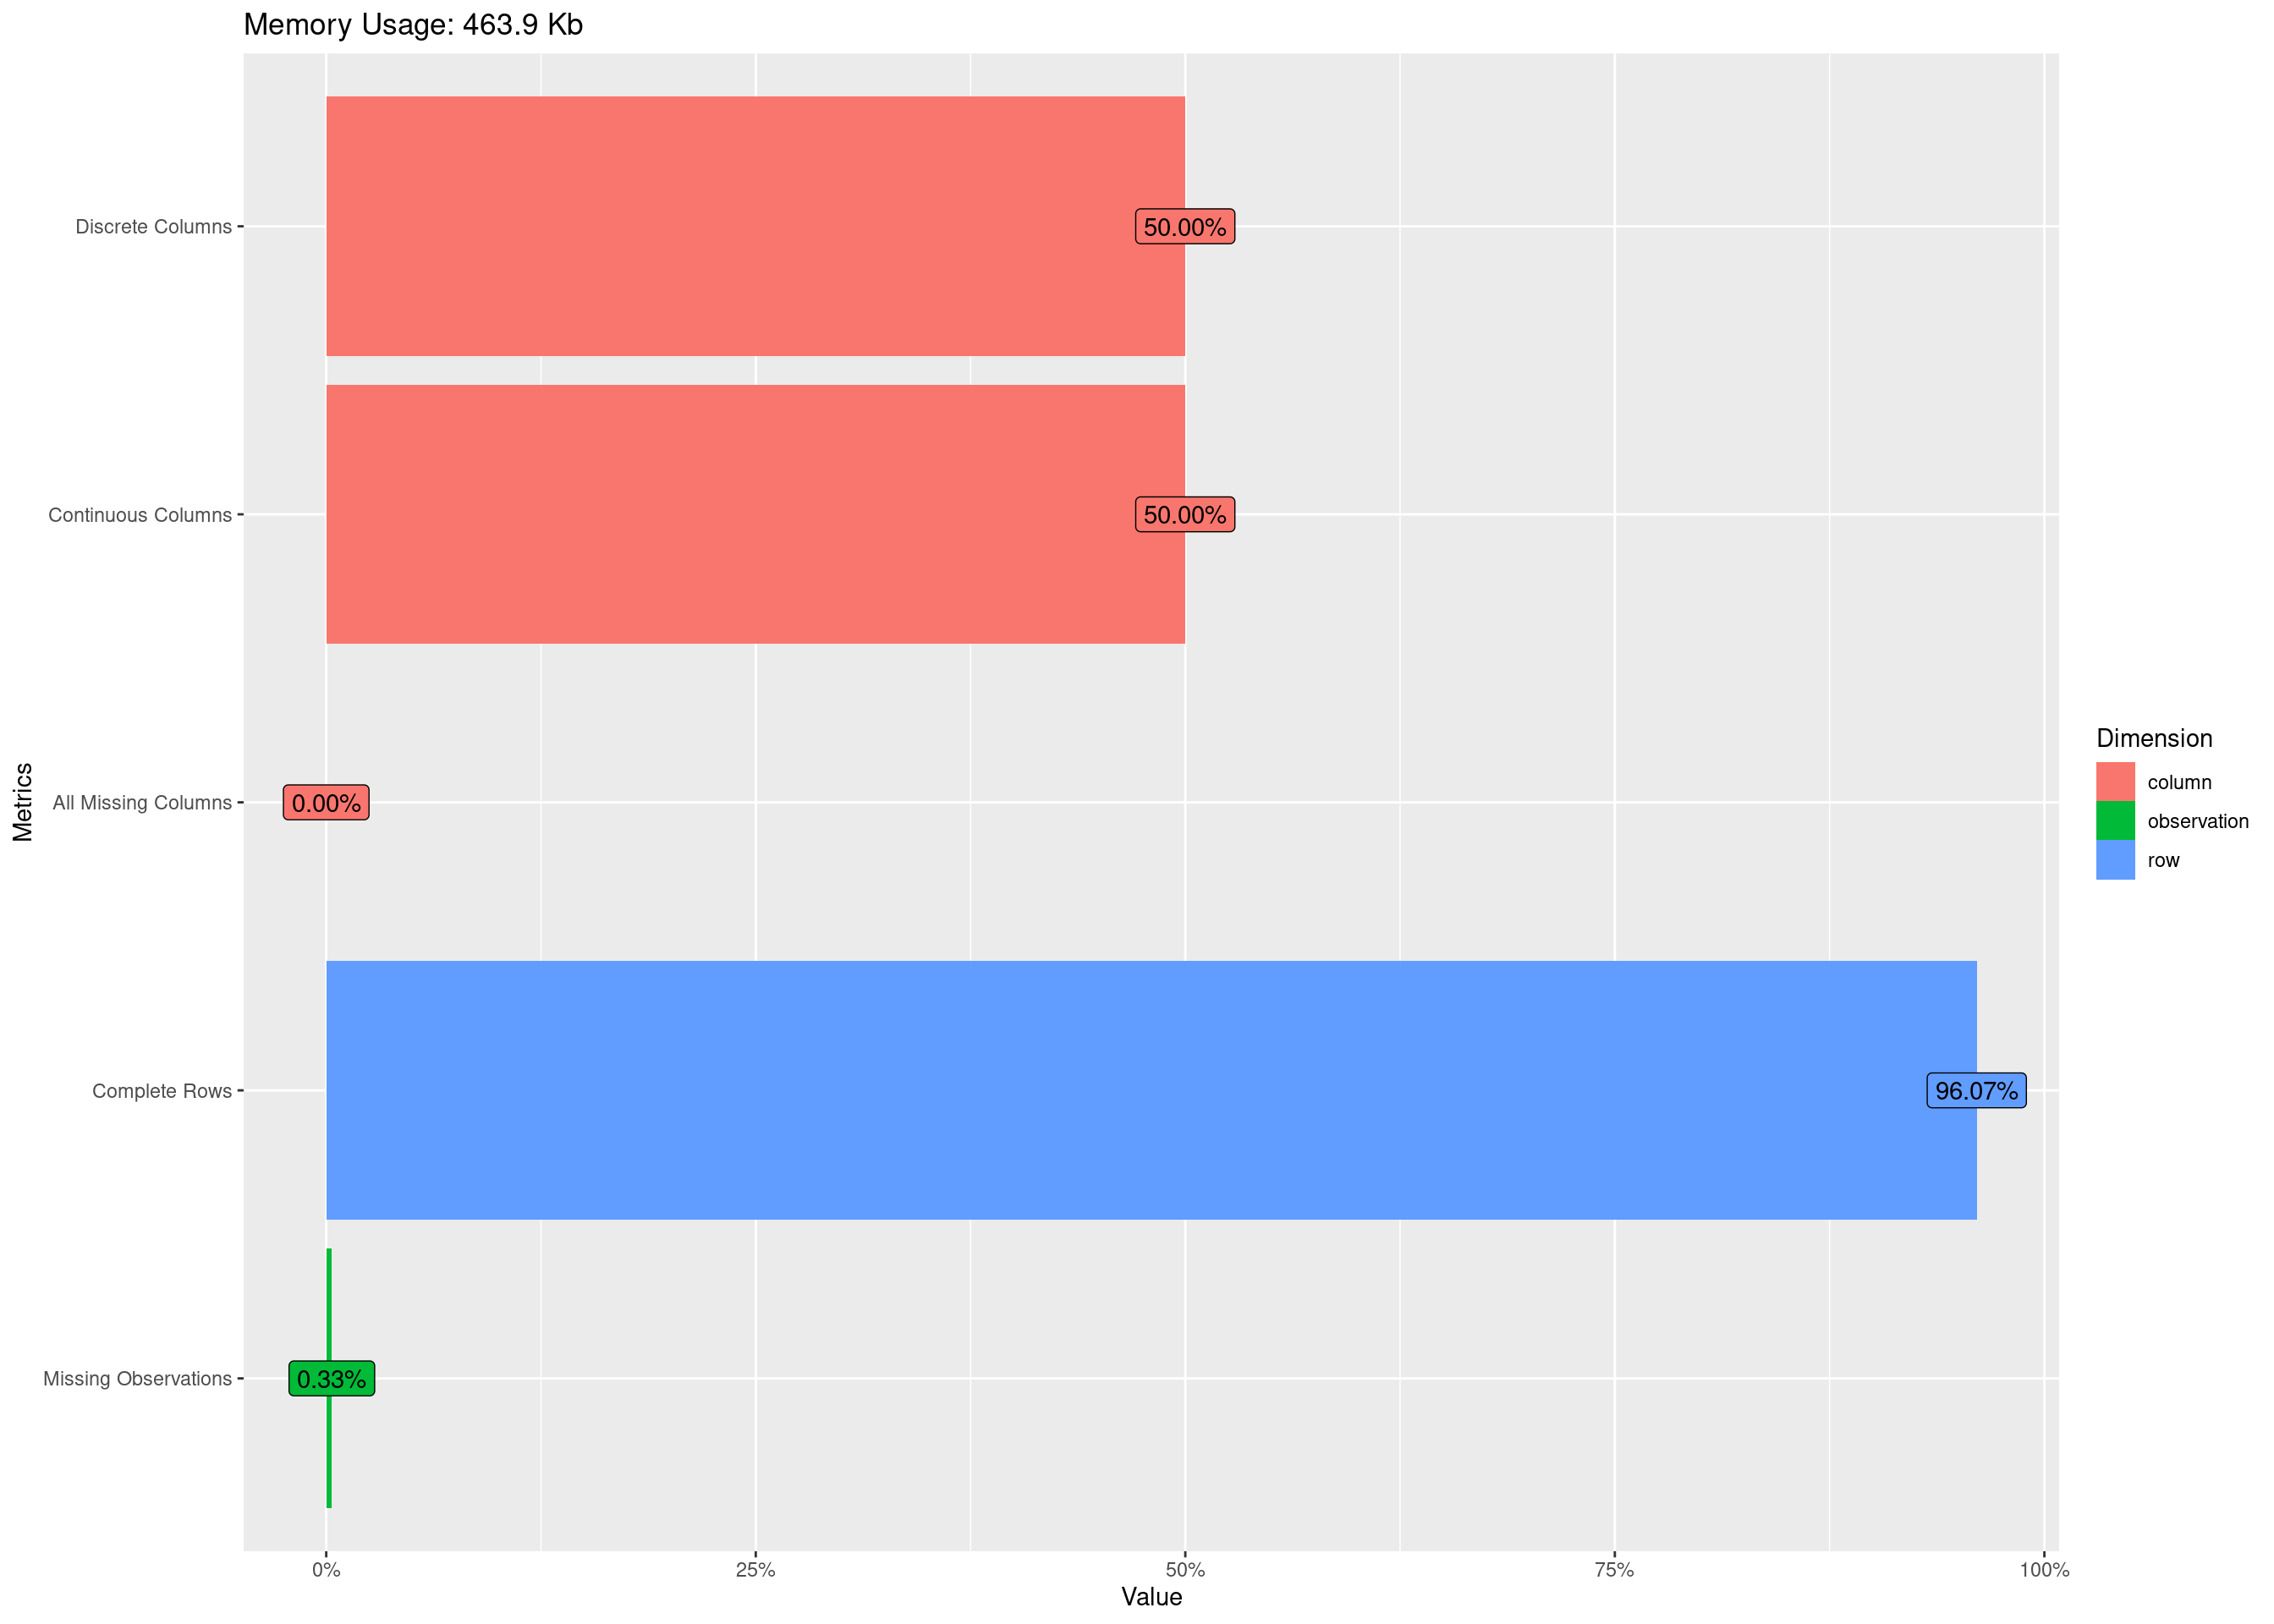 Memory Usage: 463.9 Kb
Metrics
Discrete Columns
50.00%
Continuous Columns
50.00%
All Missing Columns
0.00%
Complete Rows
96.07%
Missing Observations
0.33%
0% 25% 50% 75% 100%
Value
Dimension
column
observation
row